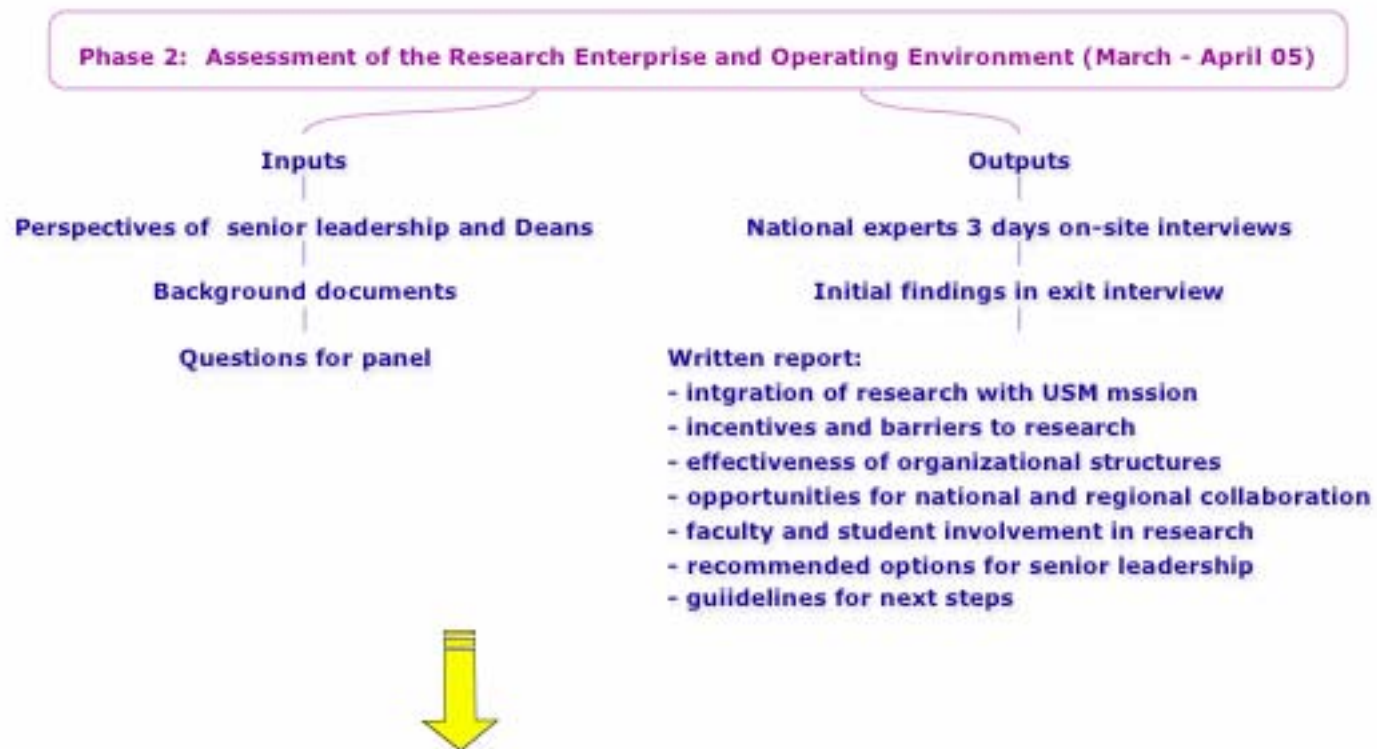 Phase 2: Assessment of the Research Enterprise and Operating Environment (March - April 05)
Inputs
Perspectives of senior leadership and Deans
Background documents
Questions for panel
Outputs
National experts 3 days on-site interviews
Initial findings in exit interview
Written report:
- intgration of research with USM mssion
- incentives and barriers to research
- effectiveness of organizational structures
- opportunities for national and regional collaboration
- faculty and student involvement in research
- recommended options for senior leadership
- guiidelines for next steps